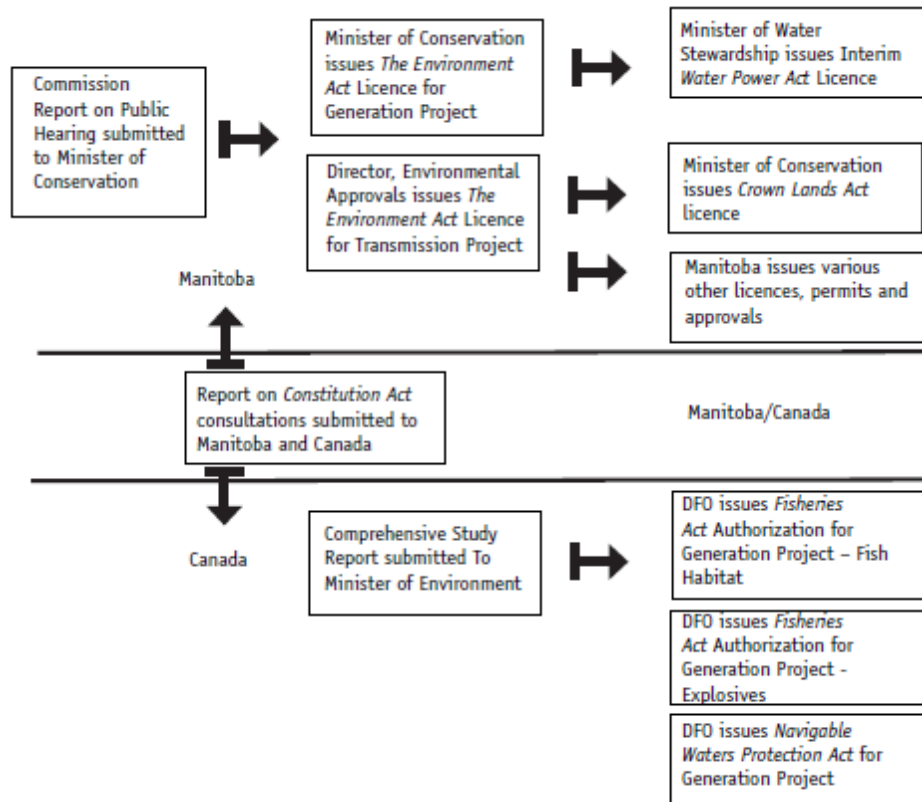 Commission
Report on Public
Hearing submitted
to Minister of
Conservation
Minister of Conservation
issues The Environment
Act Licence for
Generation Project
Minister of Water
Stewardship issues Interim
Water Power Act Licence
Director, Environmental
Approvals issues The
Environment Act Licence
for Transmission Project
Minister of Conservation
issues Crown Lands Act
licence
Manitoba issues various
other licences, permits and
approvals
Manitoba
Report on Constitution Act
consultations submitted to
Manitoba and Canada
Manitoba/Canada
Canada
Comprehensive Study
Report submitted To
Minister of Environment
DFO issues Fisheries
Act Authorization for
Generation Project – Fish
Habitat
DFO issues Fisheries
Act Authorization for
Generation Project -
Explosives
DFO issues Navigable
Waters Protection Act for
Generation Project